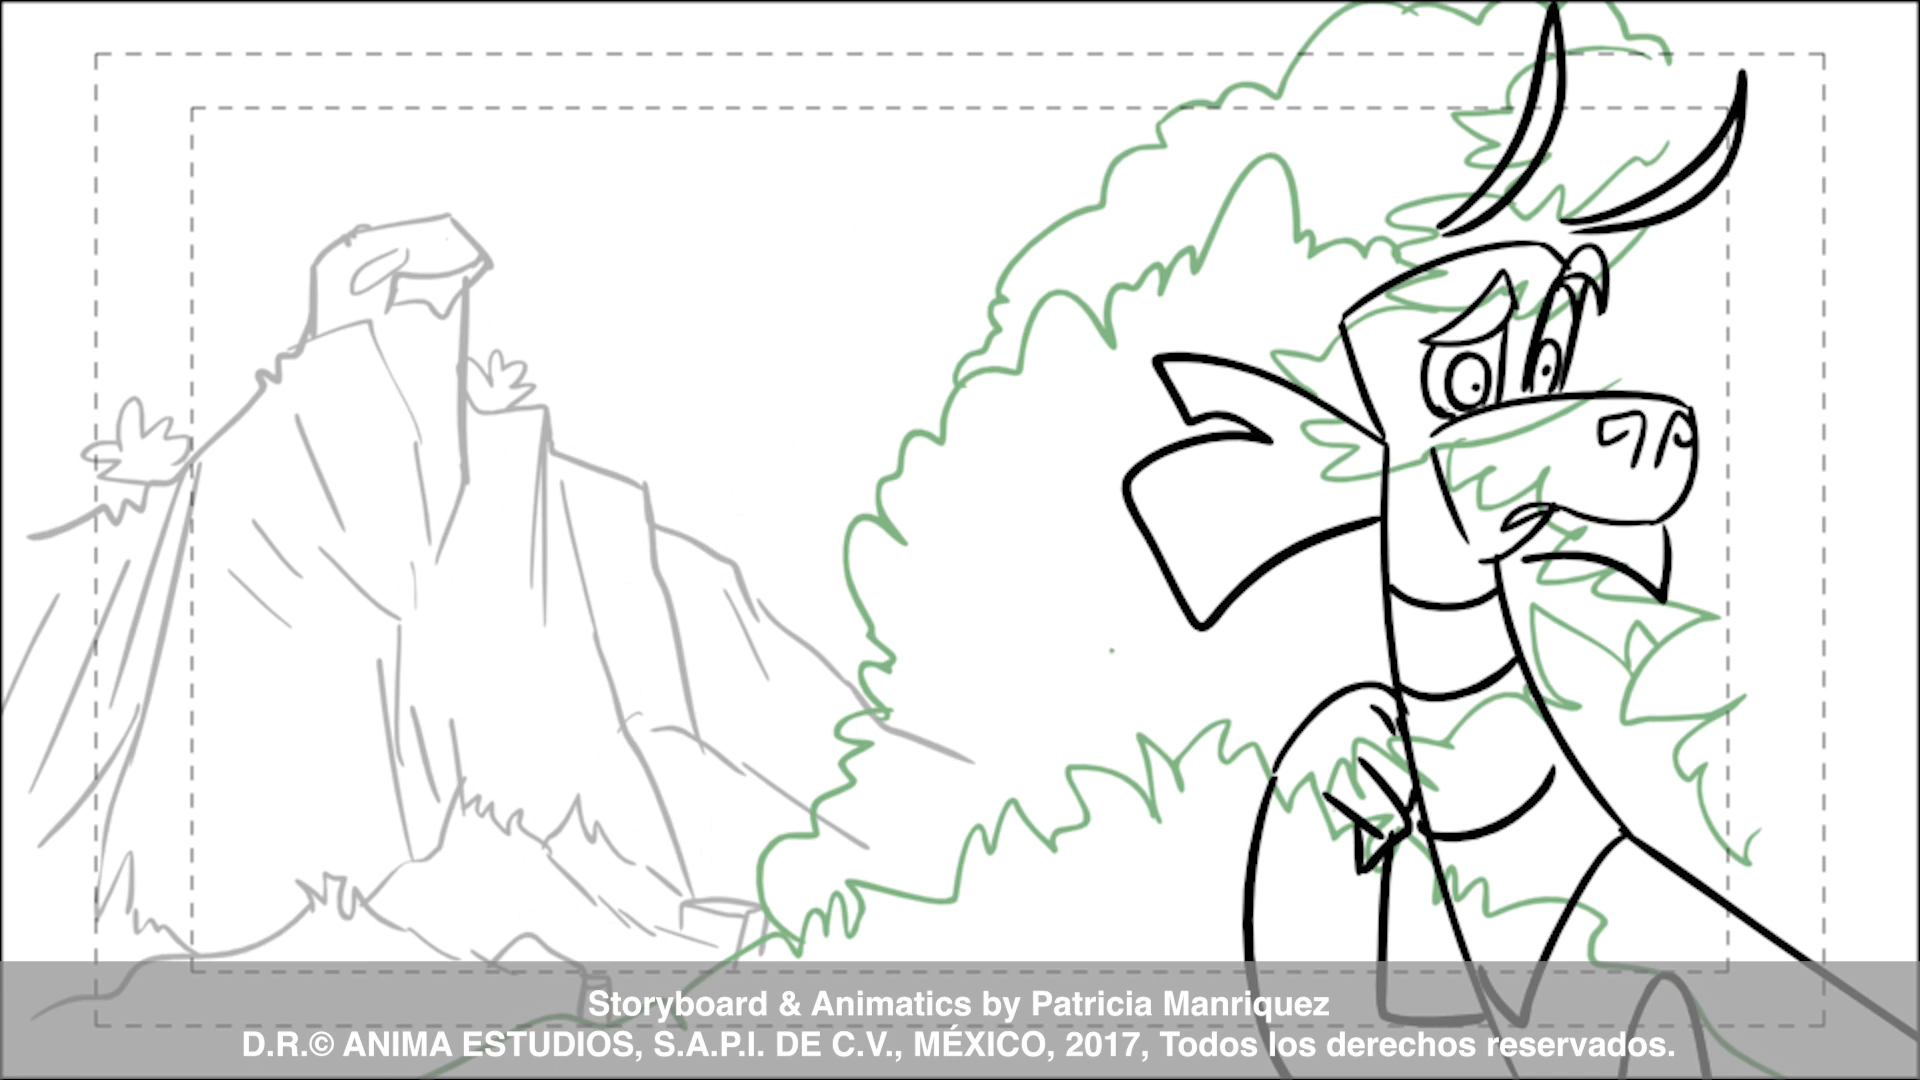 Storyboard & Animatics by Patricia Manriquez
D.R.© ANIMA ESTUDIOS, S.A.P.I. DE C.V., MÉXICO, 2017, Todos los derechos reservados.